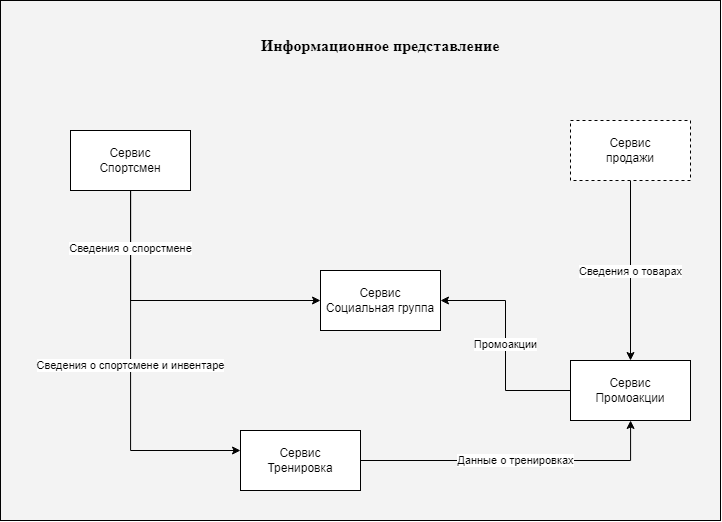 Информационное представление
Сервис
Спортсмен
Сервис
продажи
Сведения о спорстмене
Сведения о товарах
Сервис
Социальная группа
Промоакции
Сведения о спортсмене и инвентаре
Сервис
Промоакции
Сервис
Тренировка
Данные о тренировках